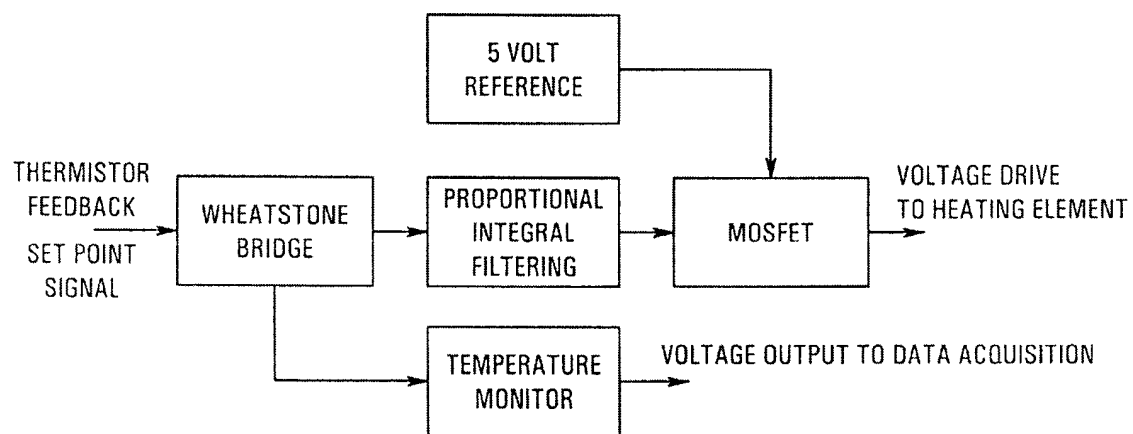 5 VOLT
REFERENCE
THERMISTOR
FEEDBACK
SET POINT
SIGNAL
WHEATSTONE
BRIDGE
PROPORTIONAL
INTEGRAL
FILTERING
MOSFET
VOLTAGE DRIVE
TO HEATING ELEMENT
TEMPERATURE
MONITOR
VOLTAGE OUTPUT TO DATA ACQUISITION